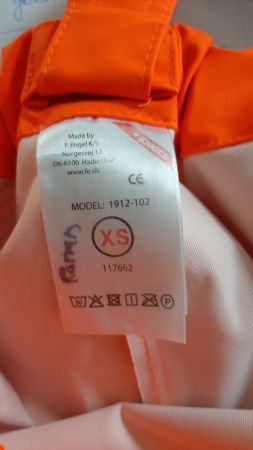 Made by
F. Engel K/S
Norgesvej 12
DK-6100 Haderslev
www.fe.dk
CE
MODEL: 1912-102
XS
117662
P